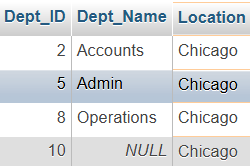 Dept_ID Dept_Name Location
2 Accounts Chicago
5 Admin Chicago
8 Operations Chicago
10 NULL Chicago